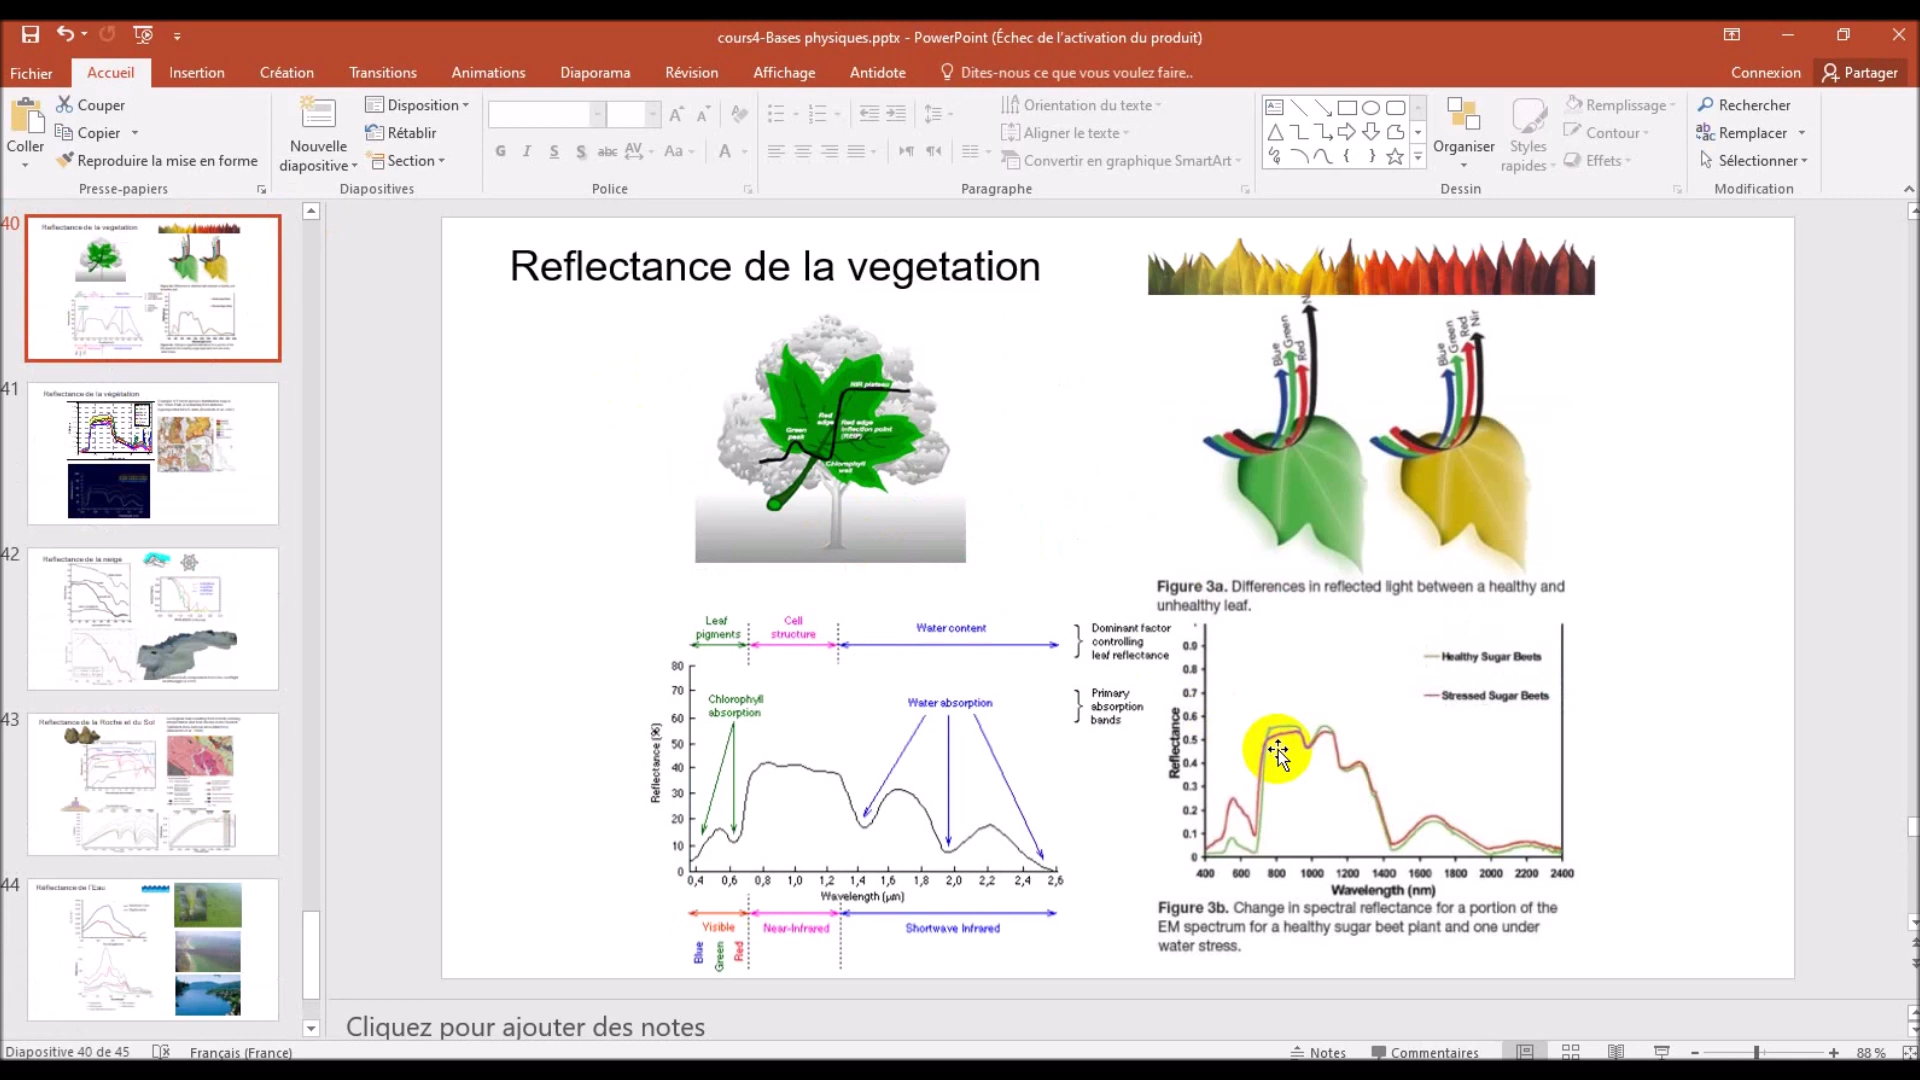 cours4-Bases physiques.pptx - PowerPoint (Échec de l'activation du produit)
Fichier
Accueil
Insertion
Création
Transitions
Animations
Diaporama
Révision
Affichage
Antidote
Dites-nous ce que vous voulez faire..
Connexion
Partager
Coller
Couper
Copier
Reproduire la mise en forme
Presse-papiers
Nouvelle
diapositive
Disposition
Rétablir
Section
Diapositives
G I S S abc AV Aa A
Police
Orientation du texte
Aligner le texte
Convertir en graphique SmartArt
Paragraphe
Organiser
Styles
rapides
Remplissage
Contour
Effets
Dessin
Rechercher
Remplacer
Sélectionner
Modification
40
Reflectance de la vegetation
41
Reflectance de la végétation
42
Reflectance de la neige
43
Reflectance de la Roche et du Sol
44
Reflectance de l'Eau
Reflectance de la vegetation
NIR plateau
Red
edge
Red edge
inflection point
(REIP)
Green
peak
Chlorophyll
well
Blue
Green
Red
N
Blue
Green
Red
Nir
Figure 3a. Differences in reflected light between a healthy and
unhealthy leaf.
Leaf
pigments
Cell
structure
Water content
Dominant factor
controlling
leaf reflectance
Chlorophyll
absorption
Water absorption
Primary
absorption
bands
Reflectance (%)
80
70
60
50
40
30
20
10
0
0,4 0,6 0,8 1,0 1,2 1,4 1,6 1,8 2,0 2,2 2,4 2,6
Wavelength (µm)
Visible
Near-Infrared
Shortwave Infrared
Blue
Green
Red
Healthy Sugar Beets
Stressed Sugar Beets
Reflectance
0.9
0.8
0.7
0.6
0.5
0.4
0.3
0.2
0.1
0
400 600 800 1000 1200 1400 1600 1800 2000 2200 2400
Wavelength (nm)
Figure 3b. Change in spectral reflectance for a portion of the
EM spectrum for a healthy sugar beet plant and one under
water stress.
Cliquez pour ajouter des notes
Diapositive 40 de 45
Français (France)
Notes
Commentaires
88 %